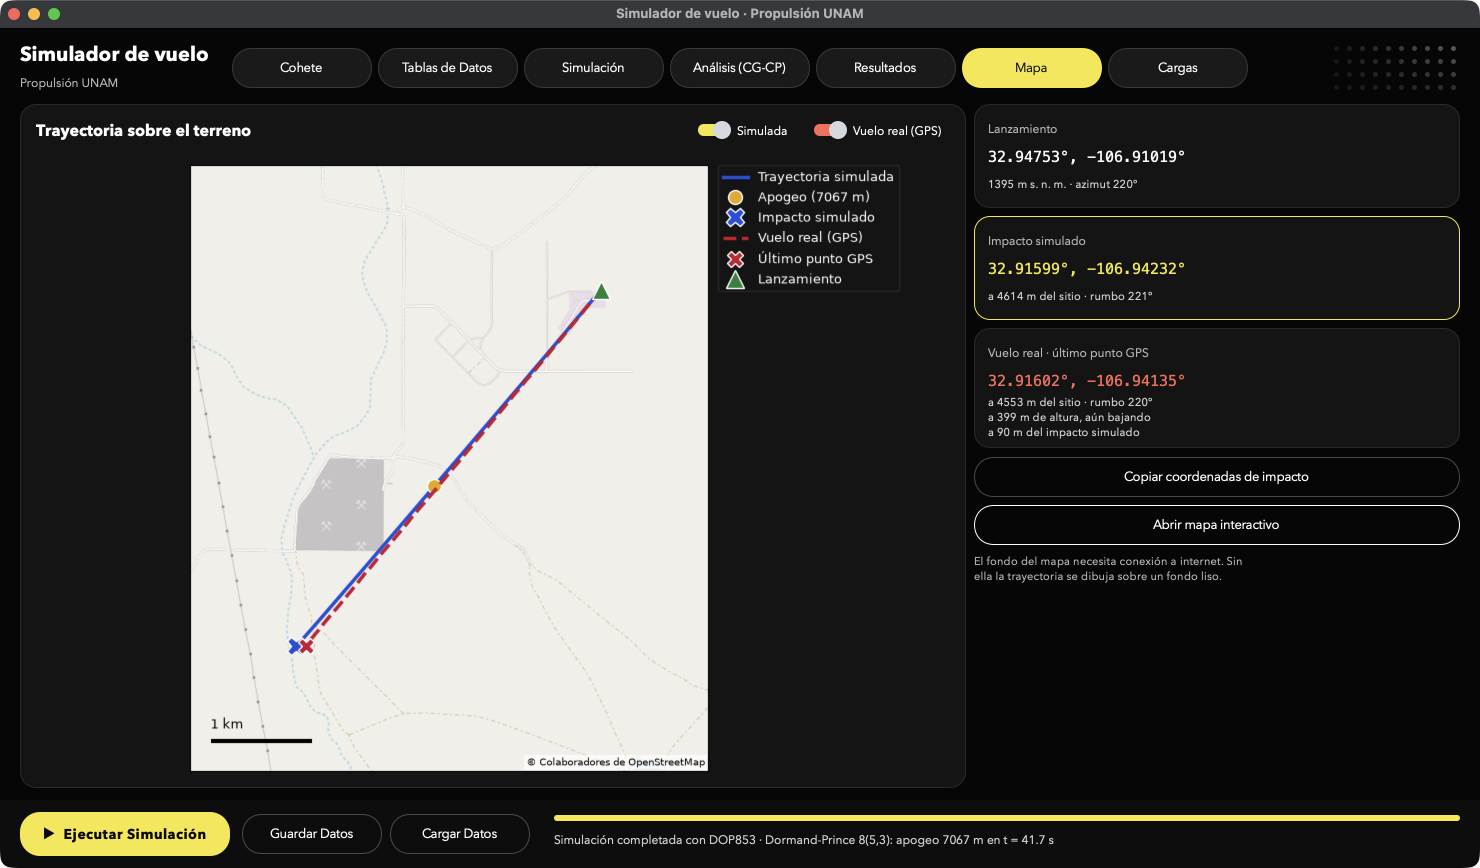 Simulador de vuelo · Propulsión UNAM
Simulador de vuelo
Propulsión UNAM
Cohete
Tablas de Datos
Simulación
Análisis (CG-CP)
Resultados
Mapa
Cargas
Trayectoria sobre el terreno
Simulada
Vuelo real (GPS)
Trayectoria simulada
Apogeo (7067 m)
Impacto simulado
Vuelo real (GPS)
Último punto GPS
Lanzamiento
1 km
© Colaboradores de OpenStreetMap
Lanzamiento
32.94753°, −106.91019°
1395 m s. n. m. · azimut 220°
Impacto simulado
32.91599°, −106.94232°
a 4614 m del sitio · rumbo 221°
Vuelo real · último punto GPS
32.91602°, −106.94135°
a 4553 m del sitio · rumbo 220°
a 399 m de altura, aún bajando
a 90 m del impacto simulado
Copiar coordenadas de impacto
Abrir mapa interactivo
El fondo del mapa necesita conexión a internet. Sin
ella la trayectoria se dibuja sobre un fondo liso.
Ejecutar Simulación
Guardar Datos
Cargar Datos
Simulación completada con DOP853 · Dormand-Prince 8(5,3): apogeo 7067 m en t = 41.7 s